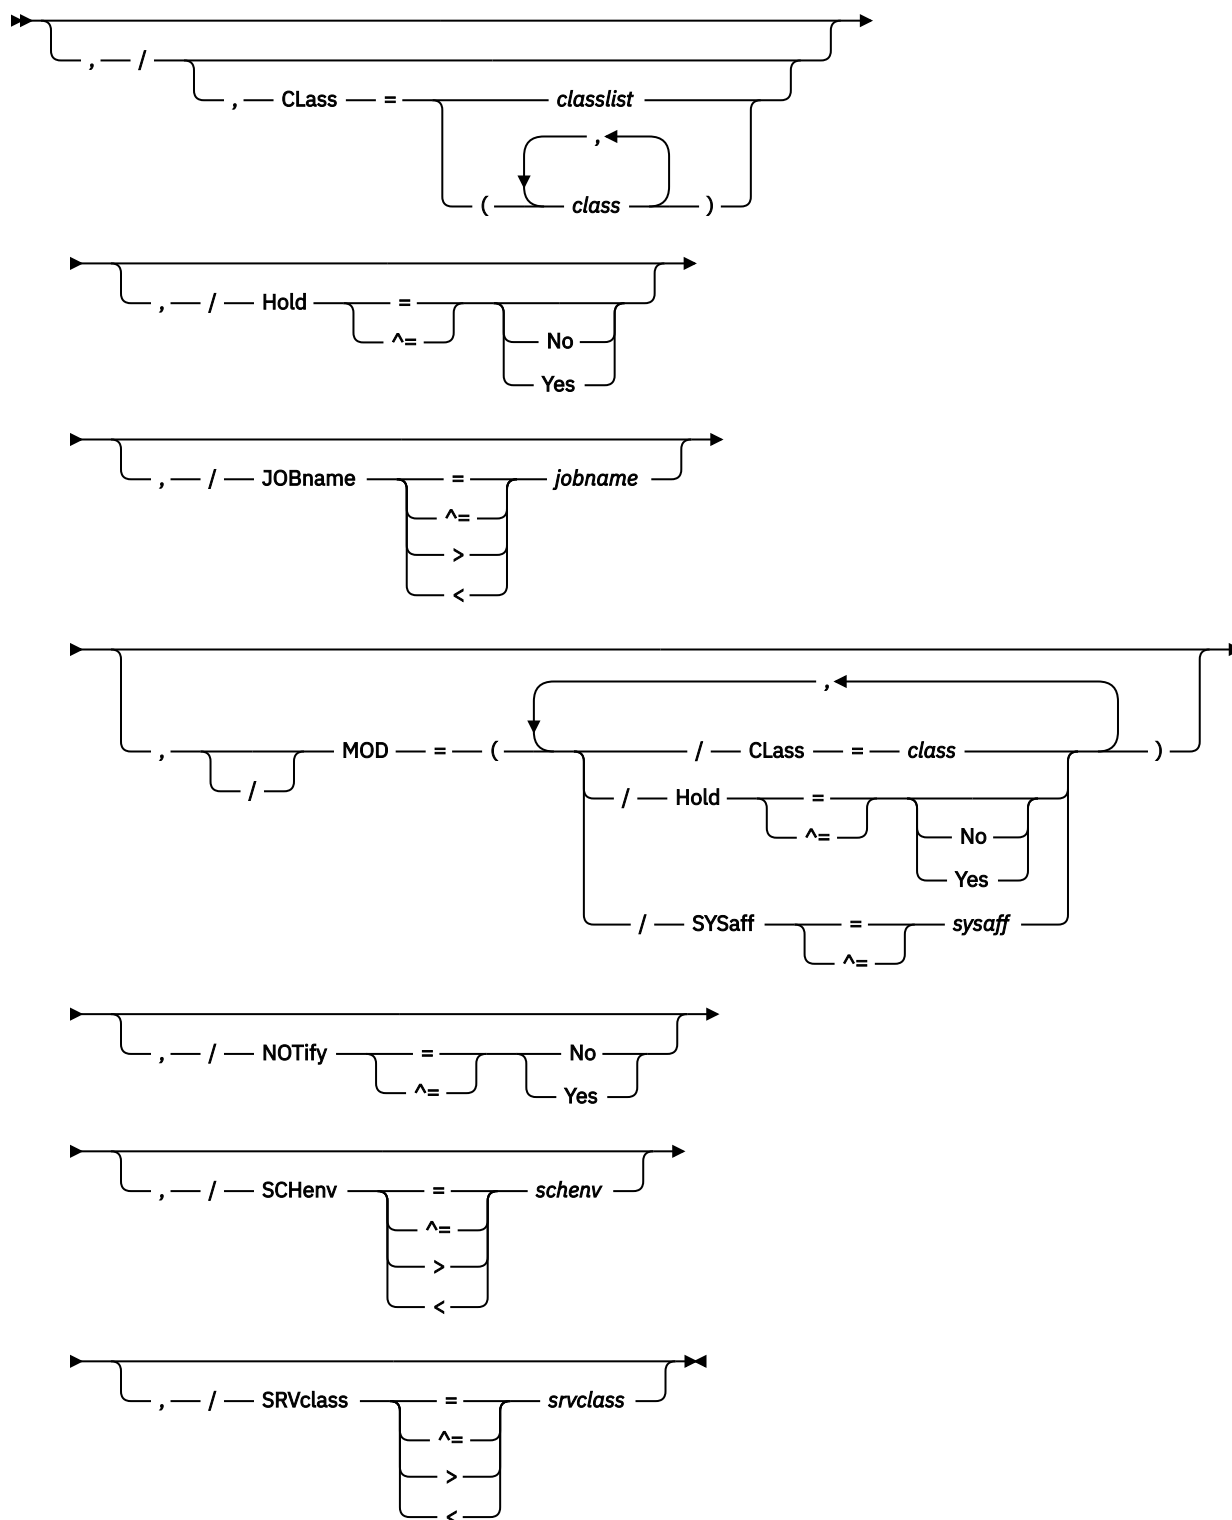 , /
, CLass = classlist
,
( class )
, / Hold =
^= No
Yes
, / JOBname = jobname
^=
>
<
,
, MOD = ( / CLass = class )
/
/ Hold =
^= No
Yes
/ SYSaff = sysaff
^=
, / NOTify = No
^= Yes
, / SCHenv = schenv
^=
>
<
, / SRVclass = srvclass
^=
>
<